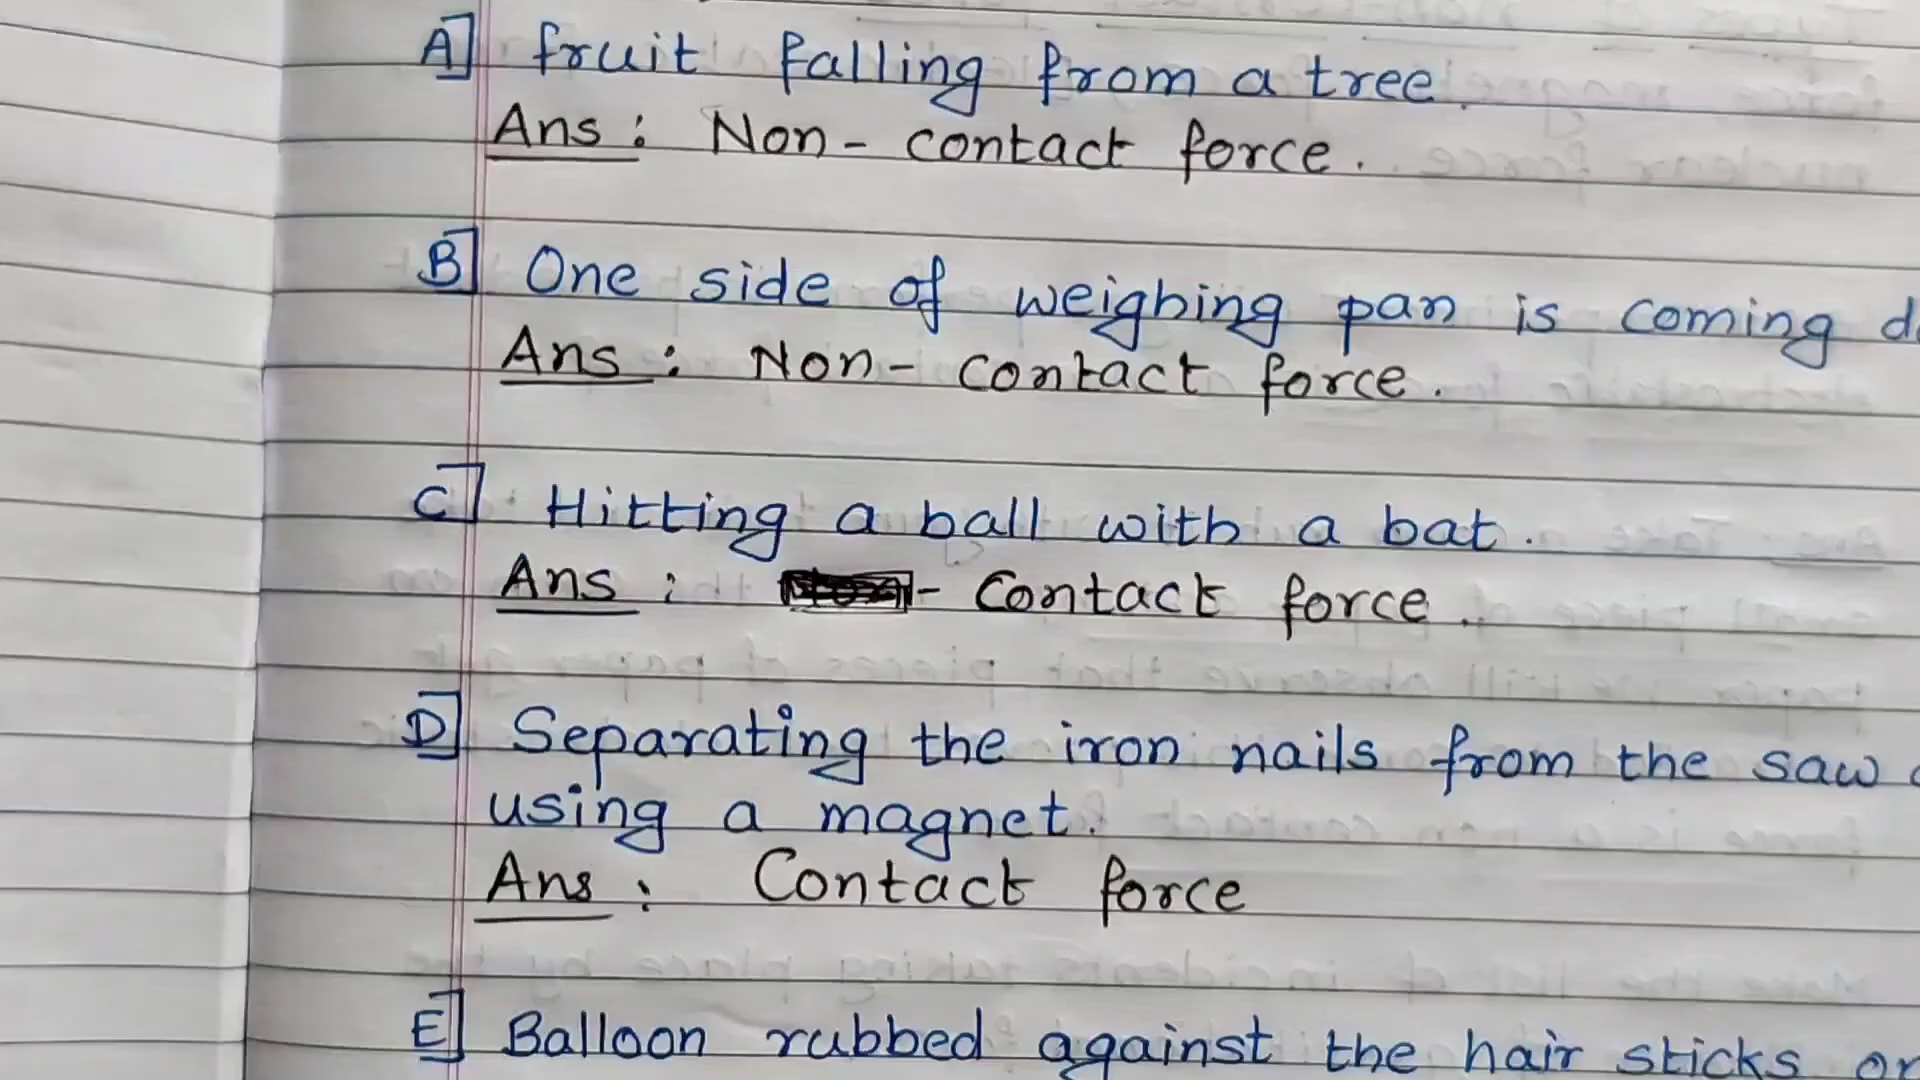 A] fruit falling from a tree.
Ans : Non - contact force.
B] One side of weighing pan is coming
Ans : Non - contact force.
C] Hitting a ball with a bat.
Ans : - Contact force.
D] Separating the iron nails from the saw
using a magnet.
Ans : Contact force
E] Balloon rubbed against the hair sticks